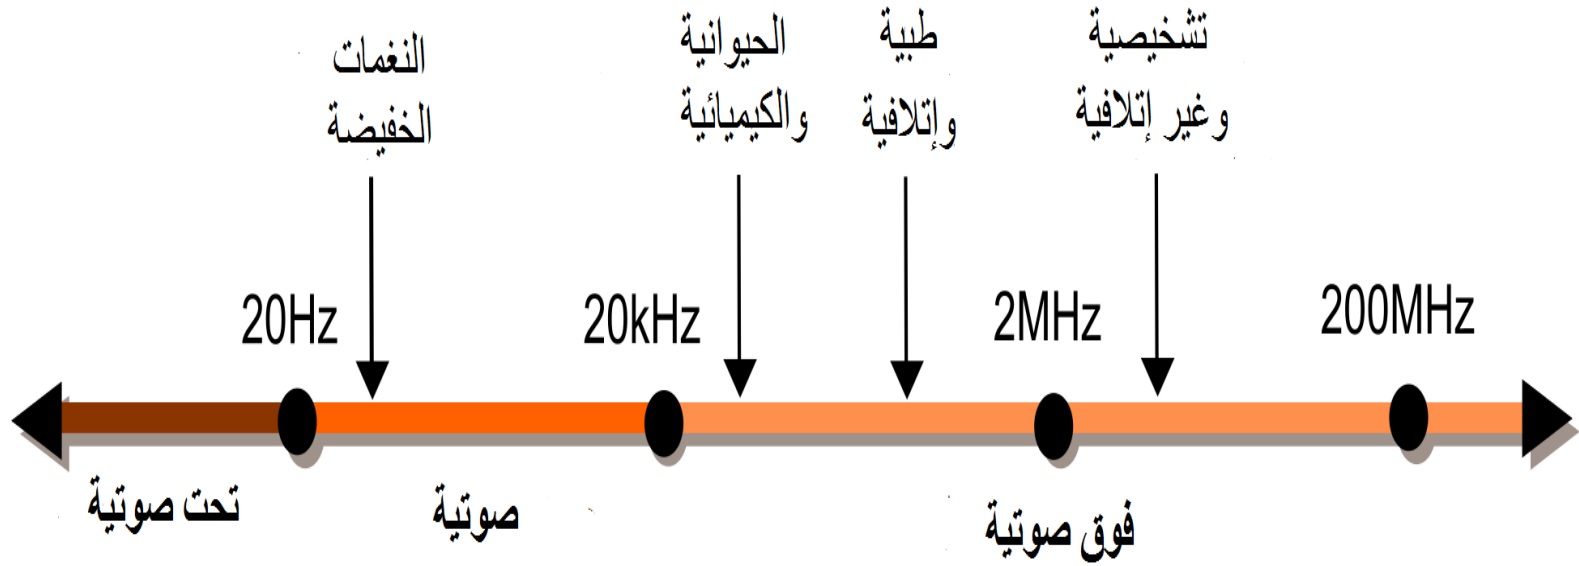 النغمات
الخفيضة
الحيوانية
والكيميائية
طبية
وإتلافية
تشخيصية
وغير إتلافية
20Hz
20kHz
2MHz
200MHz
تحت صوتية
صوتية
فوق صوتية